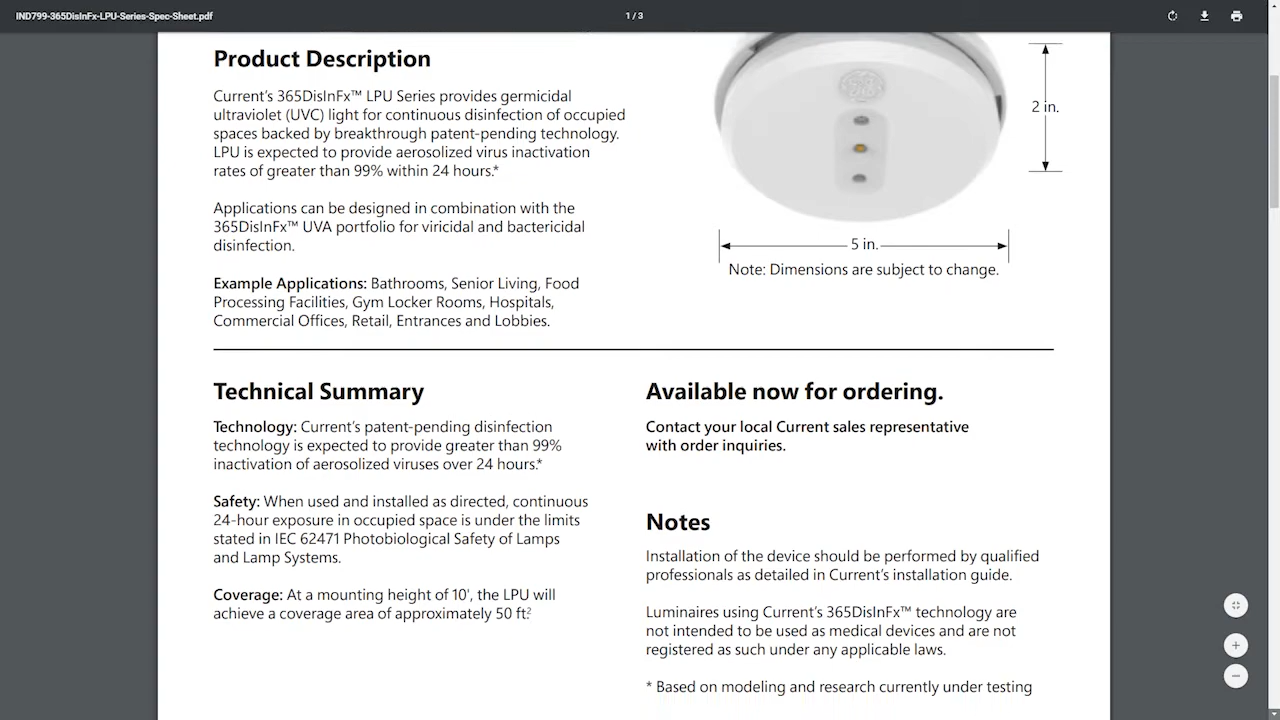 IND799-365DisInFx-LPU-Series-Spec-Sheet.pdf
1 / 3
Product Description
Current's 365DisInFx™ LPU Series provides germicidal
ultraviolet (UVC) light for continuous disinfection of occupied
spaces backed by breakthrough patent-pending technology.
LPU is expected to provide aerosolized virus inactivation
rates of greater than 99% within 24 hours.*
Applications can be designed in combination with the
365DisInFx™ UVA portfolio for viricidal and bactericidal
disinfection.
Example Applications: Bathrooms, Senior Living, Food
Processing Facilities, Gym Locker Rooms, Hospitals,
Commercial Offices, Retail, Entrances and Lobbies.
2 in.
5 in.
Note: Dimensions are subject to change.
Technical Summary
Technology: Current's patent-pending disinfection
technology is expected to provide greater than 99%
inactivation of aerosolized viruses over 24 hours.*
Safety: When used and installed as directed, continuous
24-hour exposure in occupied space is under the limits
stated in IEC 62471 Photobiological Safety of Lamps
and Lamp Systems.
Coverage: At a mounting height of 10', the LPU will
achieve a coverage area of approximately 50 ft.²
Available now for ordering.
Contact your local Current sales representative
with order inquiries.
Notes
Installation of the device should be performed by qualified
professionals as detailed in Current's installation guide.
Luminaires using Current's 365DisInFx™ technology are
not intended to be used as medical devices and are not
registered as such under any applicable laws.
* Based on modeling and research currently under testing